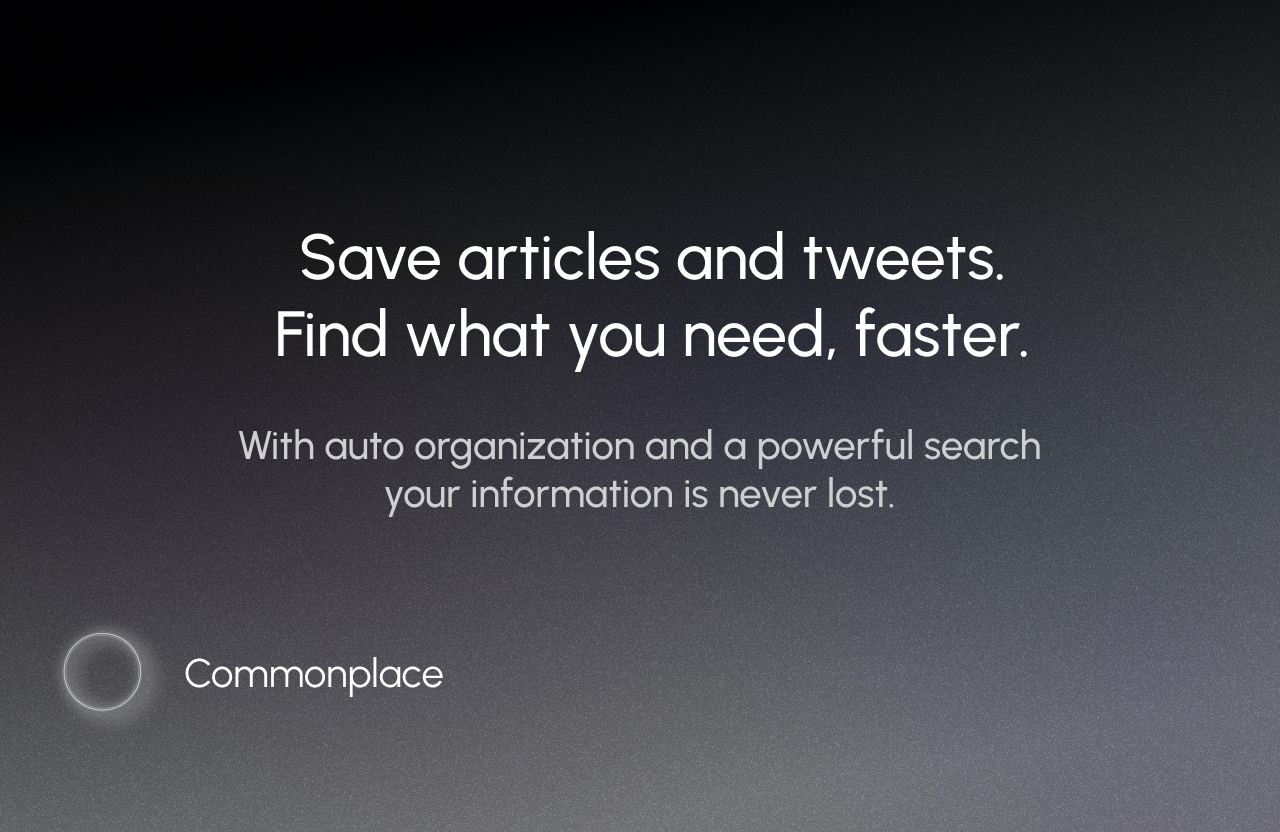 Save articles and tweets.
Find what you need, faster.
With auto organization and a powerful search
your information is never lost.
Commonplace